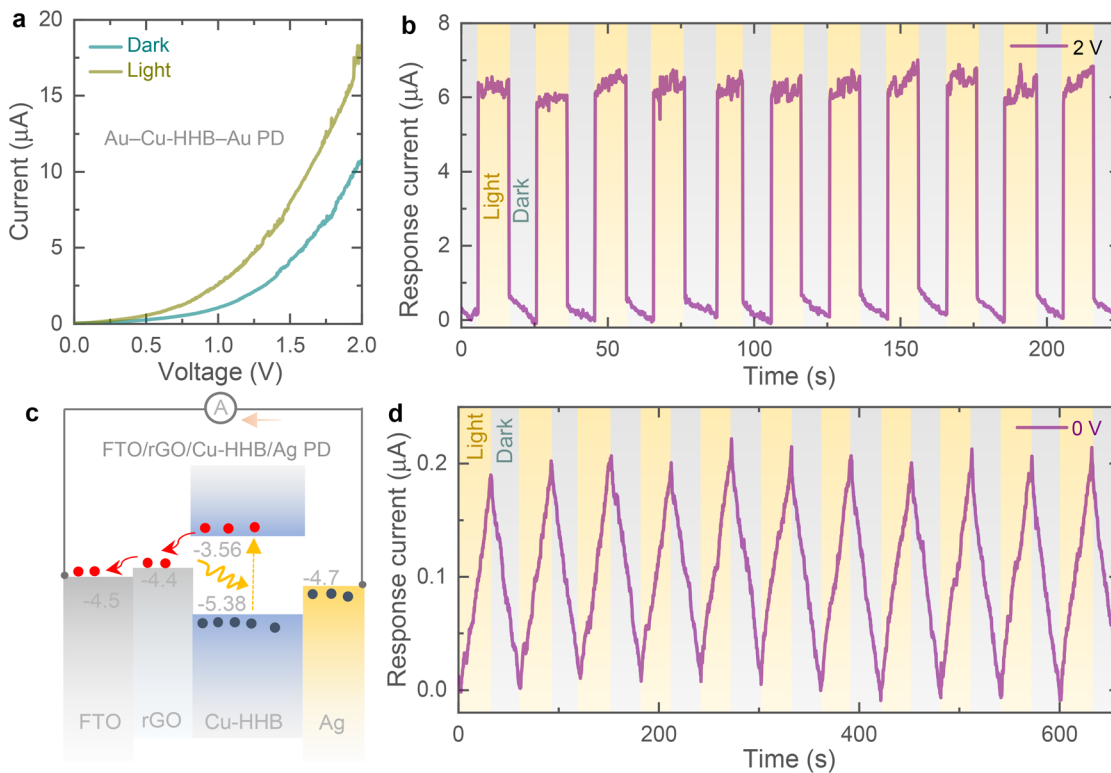 a
Dark
Light
Au–Cu-HHB–Au PD
Current (µA)
20
15
10
5
0
0.0 0.5 1.0 1.5 2.0
Voltage (V)
b
2 V
Light
Dark
Response current (µA)
8
6
4
2
0
0 50 100 150 200
Time (s)
c
A
FTO/rGO/Cu-HHB/Ag PD
-3.56
-4.4
-4.5
-4.7
-5.38
FTO rGO Cu-HHB Ag
d
0 V
Light
Dark
Response current (µA)
0.2
0.1
0.0
0 200 400 600
Time (s)